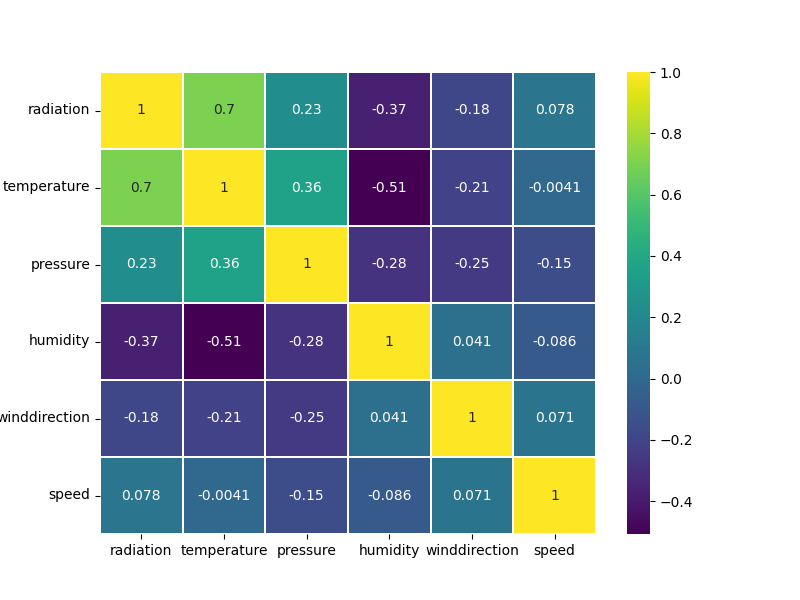 radiation 1 0.7 0.23 -0.37 -0.18 0.078
temperature 0.7 1 0.36 -0.51 -0.21 -0.0041
pressure 0.23 0.36 1 -0.28 -0.25 -0.15
humidity -0.37 -0.51 -0.28 1 0.041 -0.086
winddirection -0.18 -0.21 -0.25 0.041 1 0.071
speed 0.078 -0.0041 -0.15 -0.086 0.071 1
radiation temperature pressure humidity winddirection speed
1.0
0.8
0.6
0.4
0.2
0.0
−0.2
−0.4